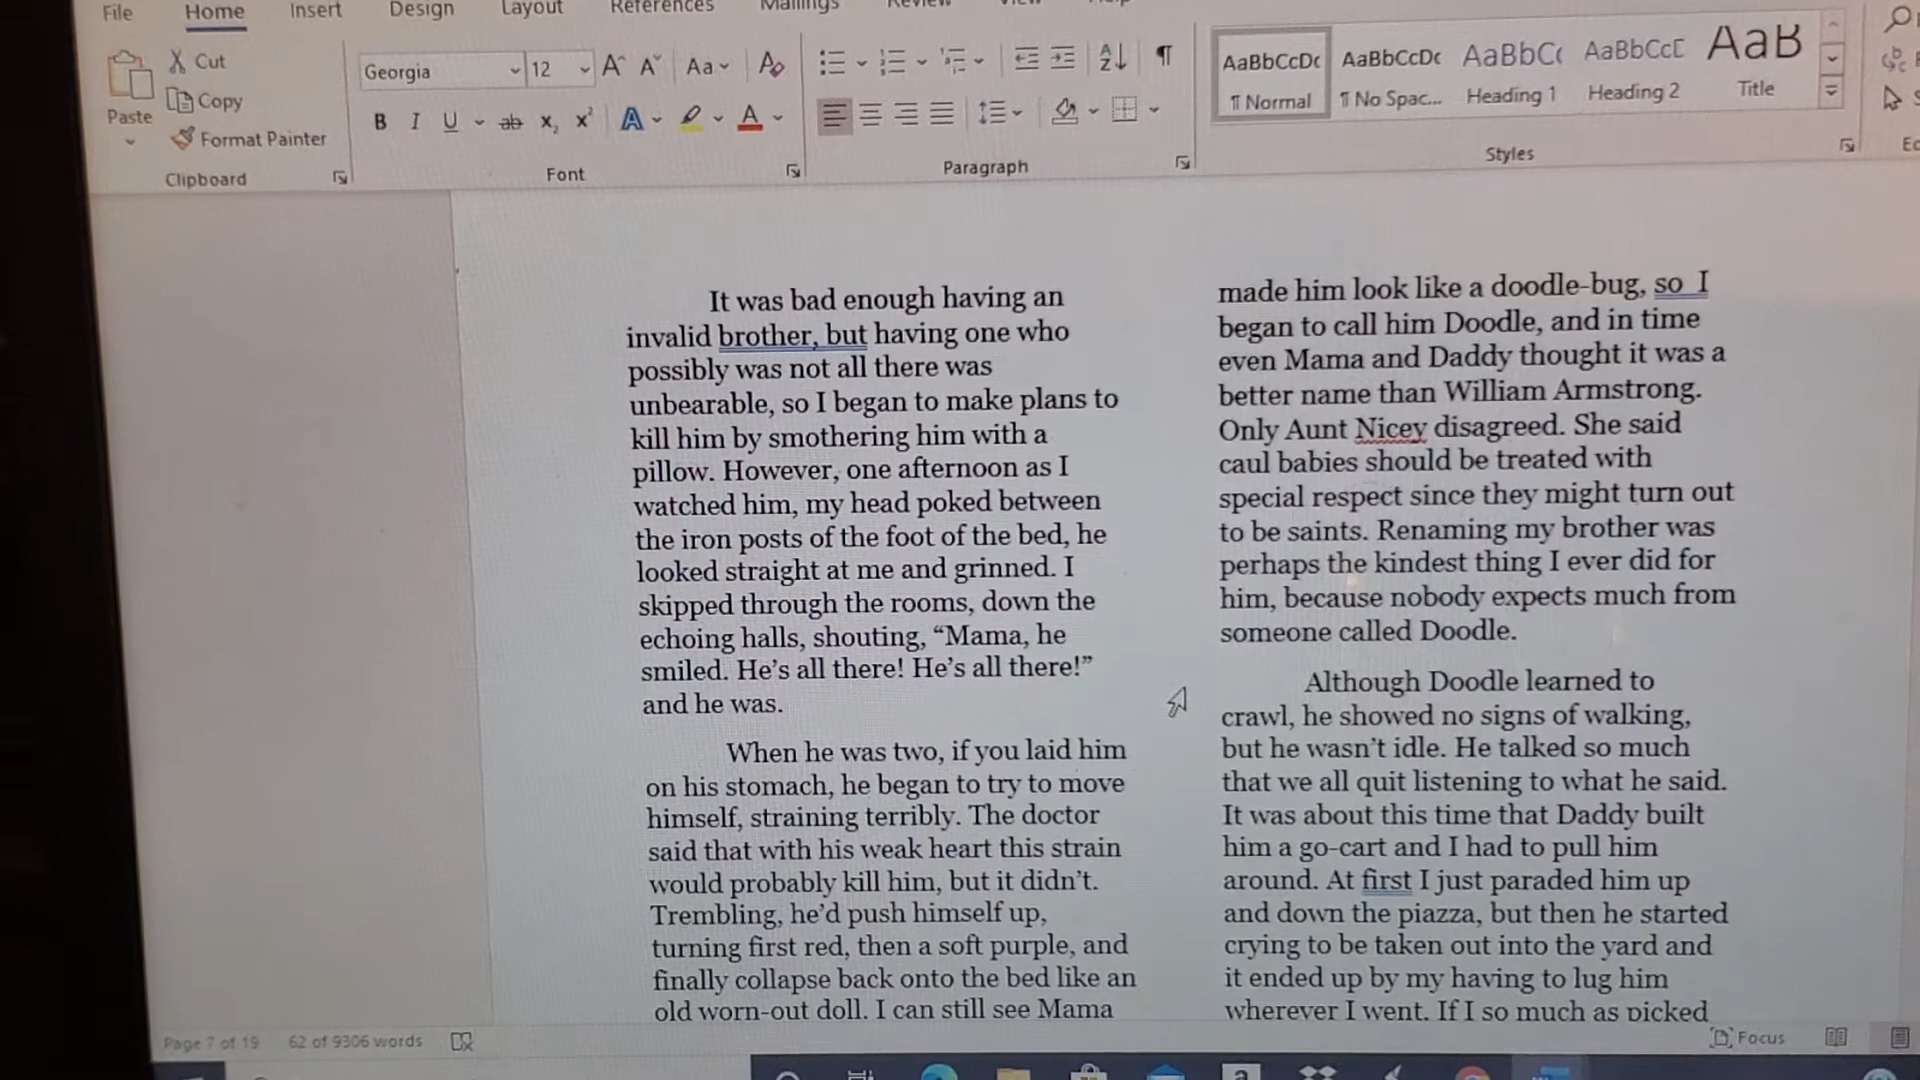 File Home Insert Design Layout References Mailings Review View Help
Paste
Cut
Copy
Format Painter
Clipboard
Georgia 12
Font
Paragraph
AaBbCcDc AaBbCcDc AaBbC AaBbCcD AaB
¶ Normal ¶ No Spac... Heading 1 Heading 2 Title
Styles
It was bad enough having an
invalid brother, but having one who
possibly was not all there was
unbearable, so I began to make plans to
kill him by smothering him with a
pillow. However, one afternoon as I
watched him, my head poked between
the iron posts of the foot of the bed, he
looked straight at me and grinned. I
skipped through the rooms, down the
echoing halls, shouting, “Mama, he
smiled. He’s all there! He’s all there!”
and he was.
When he was two, if you laid him
on his stomach, he began to try to move
himself, straining terribly. The doctor
said that with his weak heart this strain
would probably kill him, but it didn’t.
Trembling, he’d push himself up,
turning first red, then a soft purple, and
finally collapse back onto the bed like an
old worn-out doll. I can still see Mama
made him look like a doodle-bug, so I
began to call him Doodle, and in time
even Mama and Daddy thought it was a
better name than William Armstrong.
Only Aunt Nicey disagreed. She said
caul babies should be treated with
special respect since they might turn out
to be saints. Renaming my brother was
perhaps the kindest thing I ever did for
him, because nobody expects much from
someone called Doodle.
Although Doodle learned to
crawl, he showed no signs of walking,
but he wasn’t idle. He talked so much
that we all quit listening to what he said.
It was about this time that Daddy built
him a go-cart and I had to pull him
around. At first I just paraded him up
and down the piazza, but then he started
crying to be taken out into the yard and
it ended up by my having to lug him
wherever I went. If I so much as picked
Page 7 of 19 62 of 9306 words
Focus